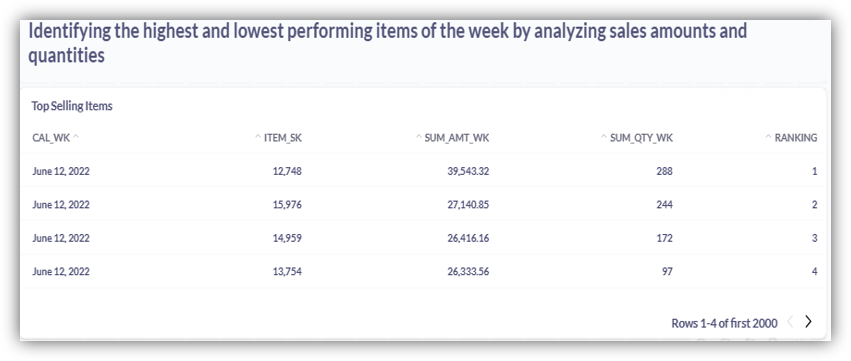 Identifying the highest and lowest performing items of the week by analyzing sales amounts and
quantities
Top Selling Items
CAL_WK ITEM_SK SUM_AMT_WK SUM_QTY_WK RANKING
June 12, 2022 12,748 39,543.32 288 1
June 12, 2022 15,976 27,140.85 244 2
June 12, 2022 14,959 26,416.16 172 3
June 12, 2022 13,754 26,333.56 97 4
Rows 1-4 of first 2000